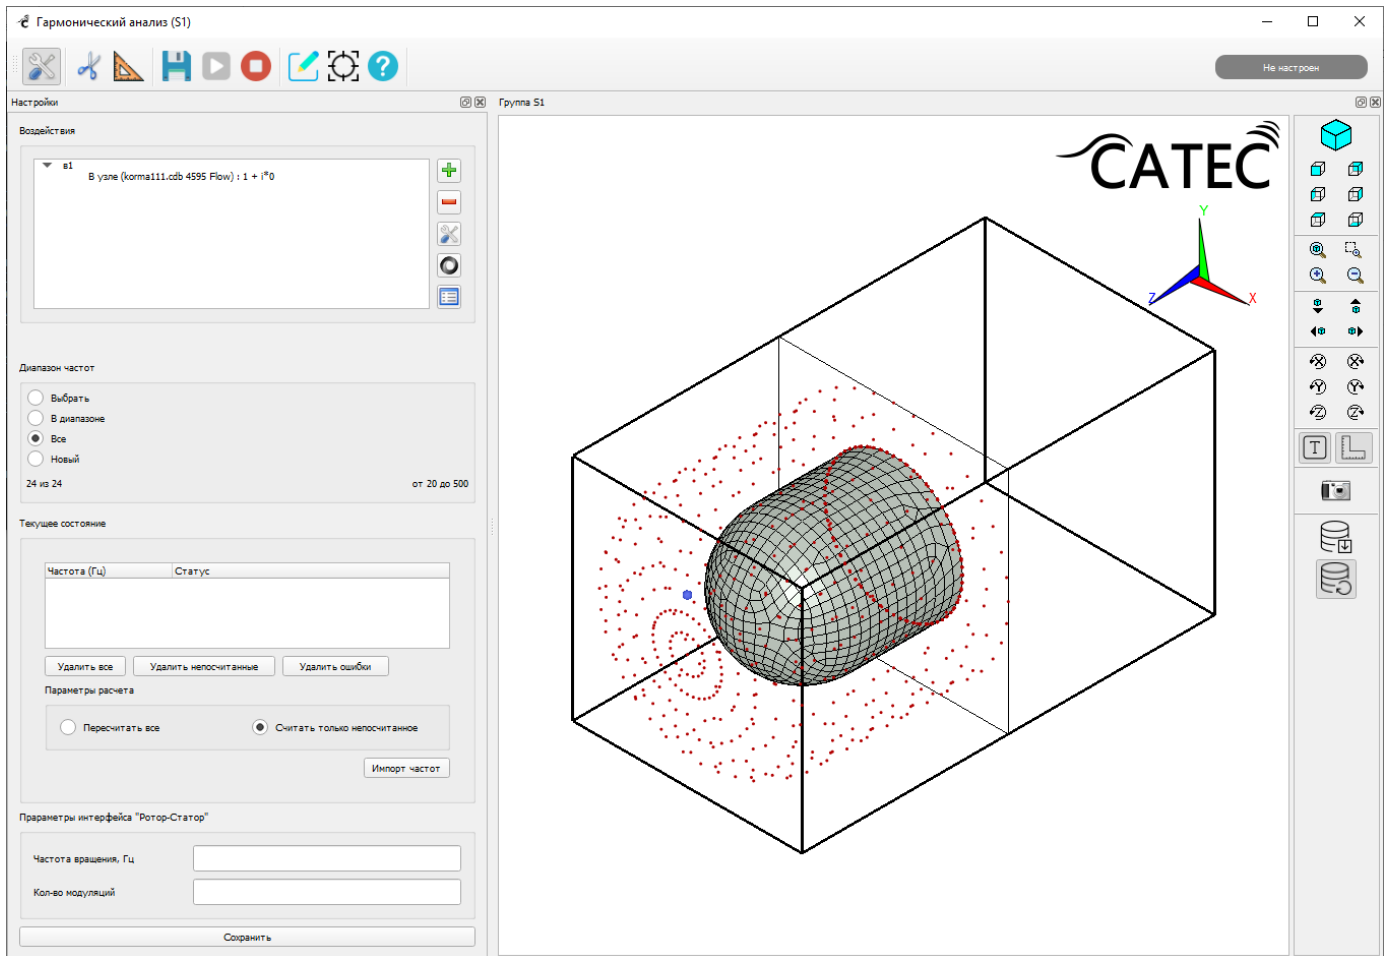 Гармонический анализ (S1)
Не настроен
Настройки
Группа S1
Воздействия
в1
В узле (korma111.cdb 4595 Flow) : 1 + i*0
Диапазон частот
Выбрать
В диапазоне
Все
Новый
24 из 24
от 20 до 500
Текущее состояние
Частота (Гц)
Статус
Удалить все
Удалить непосчитанные
Удалить ошибки
Параметры расчета
Пересчитать все
Считать только непосчитанное
Импорт частот
Прараметры интерфейса "Ротор-Статор"
Частота вращения, Гц
Кол-во модуляций
Сохранить
CATEC
Y
Z
X
X
X
Y
Y
Z
Z
T